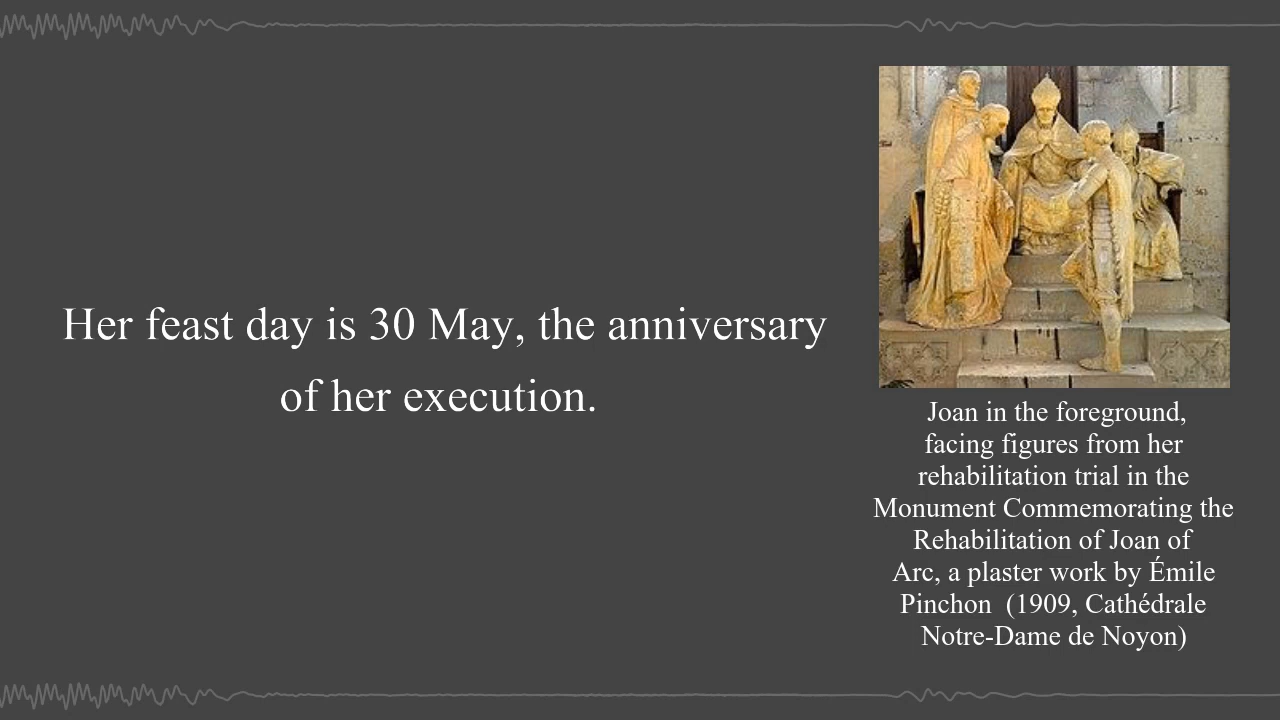 Her feast day is 30 May, the anniversary
of her execution.
Joan in the foreground,
facing figures from her
rehabilitation trial in the
Monument Commemorating the
Rehabilitation of Joan of
Arc, a plaster work by Émile
Pinchon  (1909, Cathédrale
Notre-Dame de Noyon)